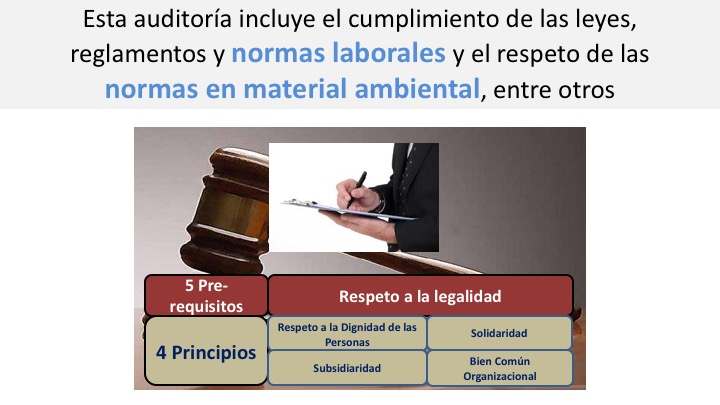 Esta auditoría incluye el cumplimiento de las leyes,
reglamentos y normas laborales y el respeto de las
normas en material ambiental, entre otros
5 Pre-
requisitos
Respeto a la legalidad
4 Principios
Respeto a la Dignidad de las
Personas
Solidaridad
Subsidiaridad
Bien Común
Organizacional